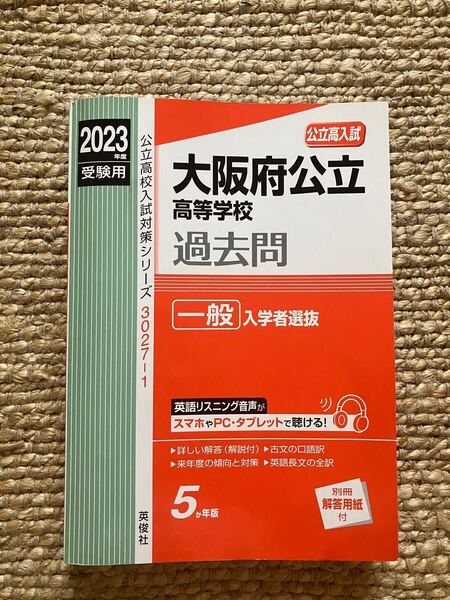 2023年度
受験用
公立高校入試対策シリーズ 3027-1
英俊社
公立高入試
大阪府公立
高等学校
過去問
一般 入学者選抜
英語リスニング音声が
スマホやPC・タブレットで聴ける!
▶詳しい解答(解説付) ▶古文の口語訳
▶来年度の傾向と対策 ▶英語長文の全訳
5ヵ年版
別冊
解答用紙
付